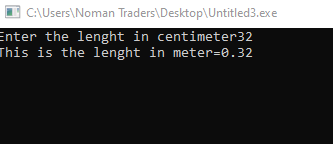 C:\Users\Noman Traders\Desktop\Untitled3.exe
Enter the lenght in centimeter32
This is the lenght in meter=0.32